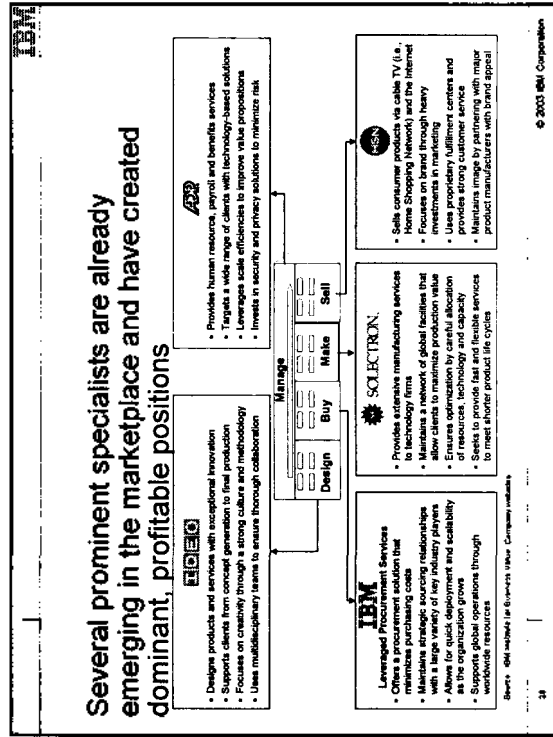 IBM
Several prominent specialists are already
emerging in the marketplace and have created
dominant, profitable positions
IDEO
• Designs products and services with exceptional innovation
• Supports clients from concept generation to final production
• Focuses on creativity through a strong culture and methodology
• Uses multidisciplinary teams to ensure thorough collaboration
ADP
• Provides human resource, payroll and benefits services
• Targets a wide range of clients with technology-based solutions
• Leverages scale efficiencies to improve value propositions
• Invests in security and privacy solutions to minimize risk
Manage
Design
Buy
Make
Sell
IBM
Leveraged Procurement Services
• Offers a procurement solution that
minimizes purchasing costs
• Maintains strategic sourcing relationships
with a large variety of key industry players
• Allows for quick deployment and scalability
as the organization grows
• Supports global operations through
worldwide resources
SOLECTRON.
• Provides extensive manufacturing services
to technology firms
• Maintains a network of global facilities that
allow clients to maximize production value
• Ensures optimization by careful allocation
of resources, technology and capacity
• Seeks to provide fast and flexible services
to meet shorter product life cycles
HSN
• Sells consumer products via cable TV (i.e.,
Home Shopping Network) and the Internet
• Focuses on brand through heavy
investments in marketing
• Uses proprietary fulfillment centers and
provides strong customer service
• Maintains image by partnering with major
product manufacturers with brand appeal
Source: IBM Institute for Business Value Company websites
© 2003 IBM Corporation